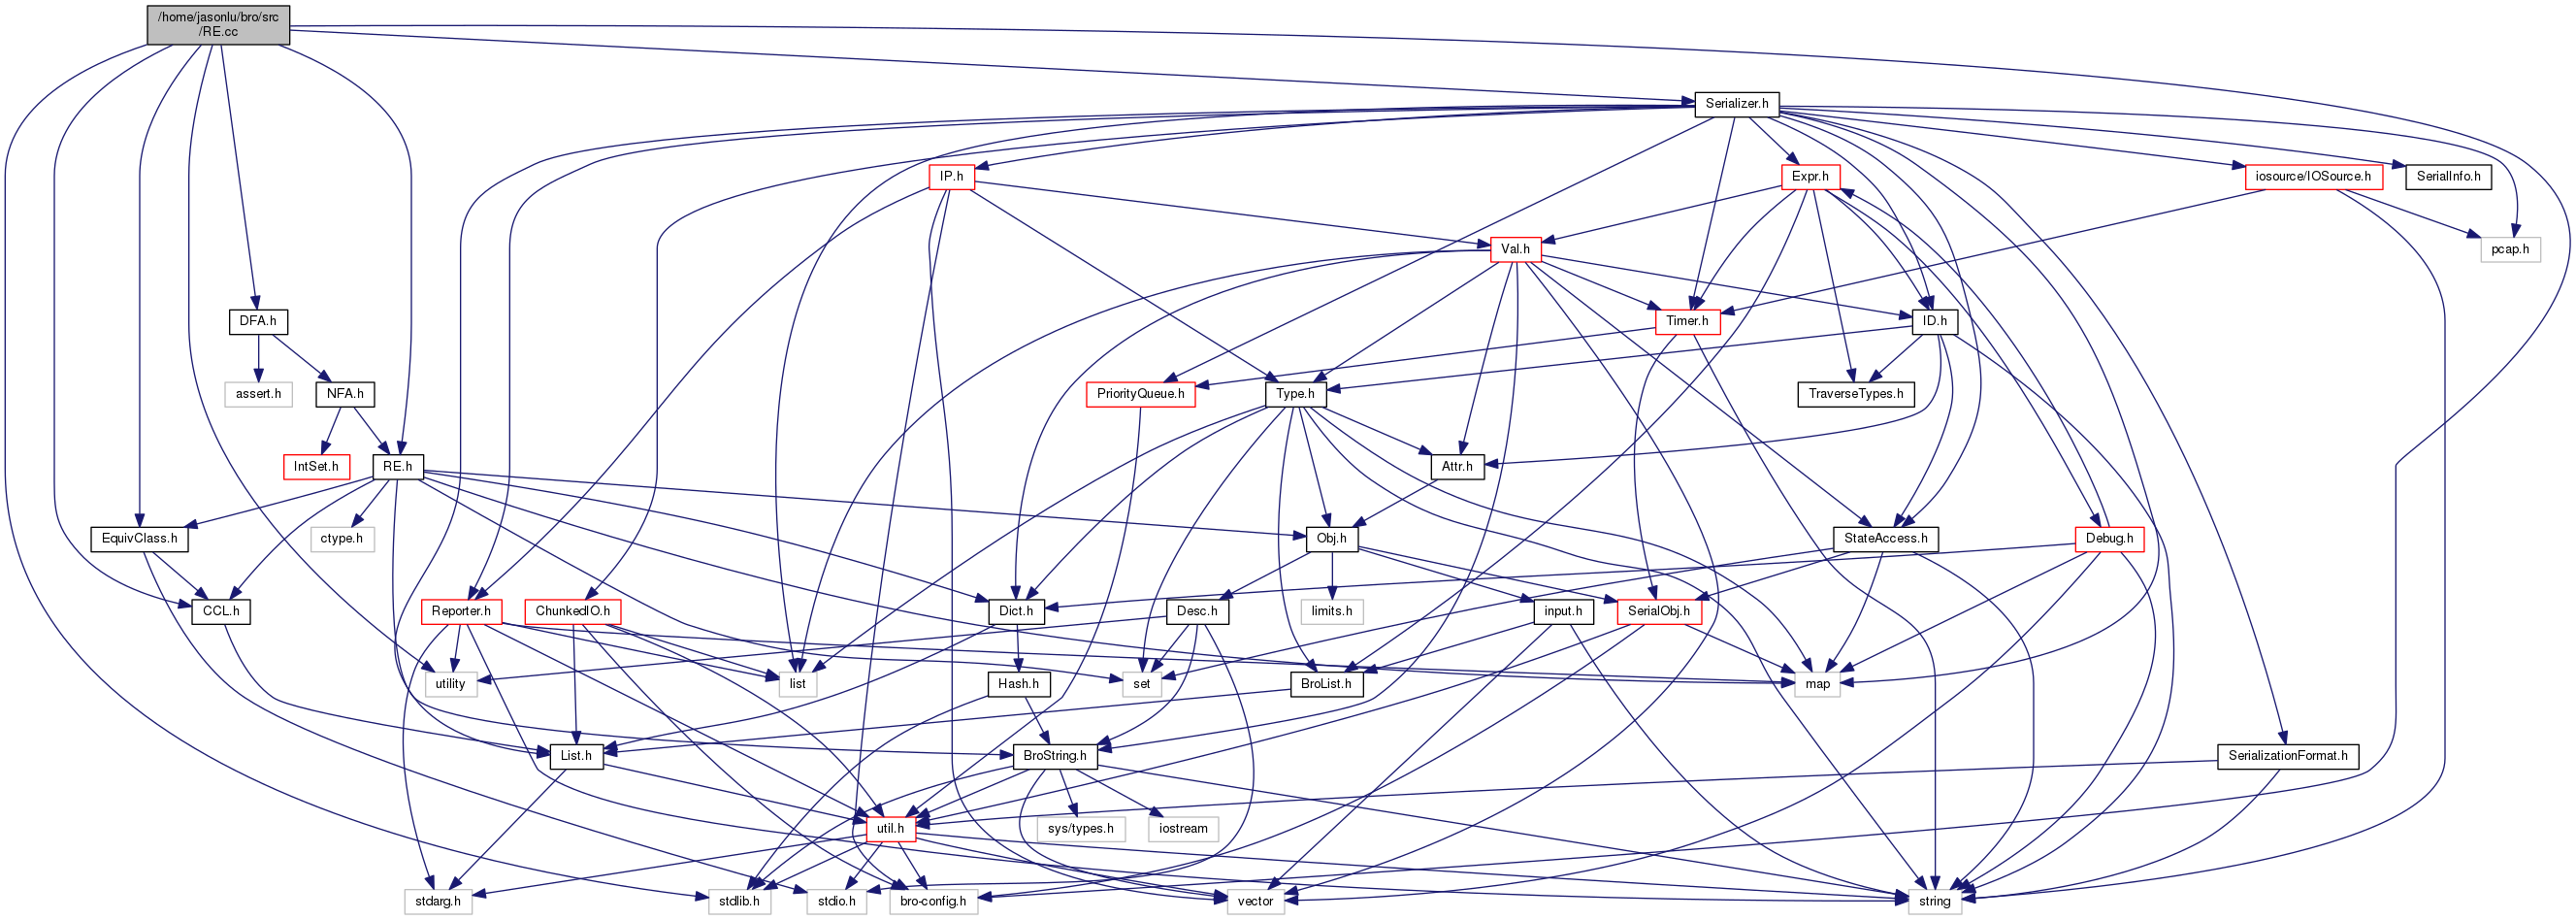 /home/jasonlu/bro/src
/RE.cc
Serializer.h
IP.h
Expr.h
iosource/IOSource.h
SerialInfo.h
Val.h
pcap.h
DFA.h
Timer.h
ID.h
assert.h
NFA.h
PriorityQueue.h
Type.h
TraverseTypes.h
IntSet.h
RE.h
Attr.h
EquivClass.h
ctype.h
Obj.h
StateAccess.h
Debug.h
CCL.h
Reporter.h
ChunkedIO.h
Dict.h
Desc.h
limits.h
input.h
SerialObj.h
utility
list
Hash.h
set
BroList.h
map
List.h
BroString.h
SerializationFormat.h
util.h
sys/types.h
iostream
stdarg.h
stdlib.h
stdio.h
bro-config.h
vector
string